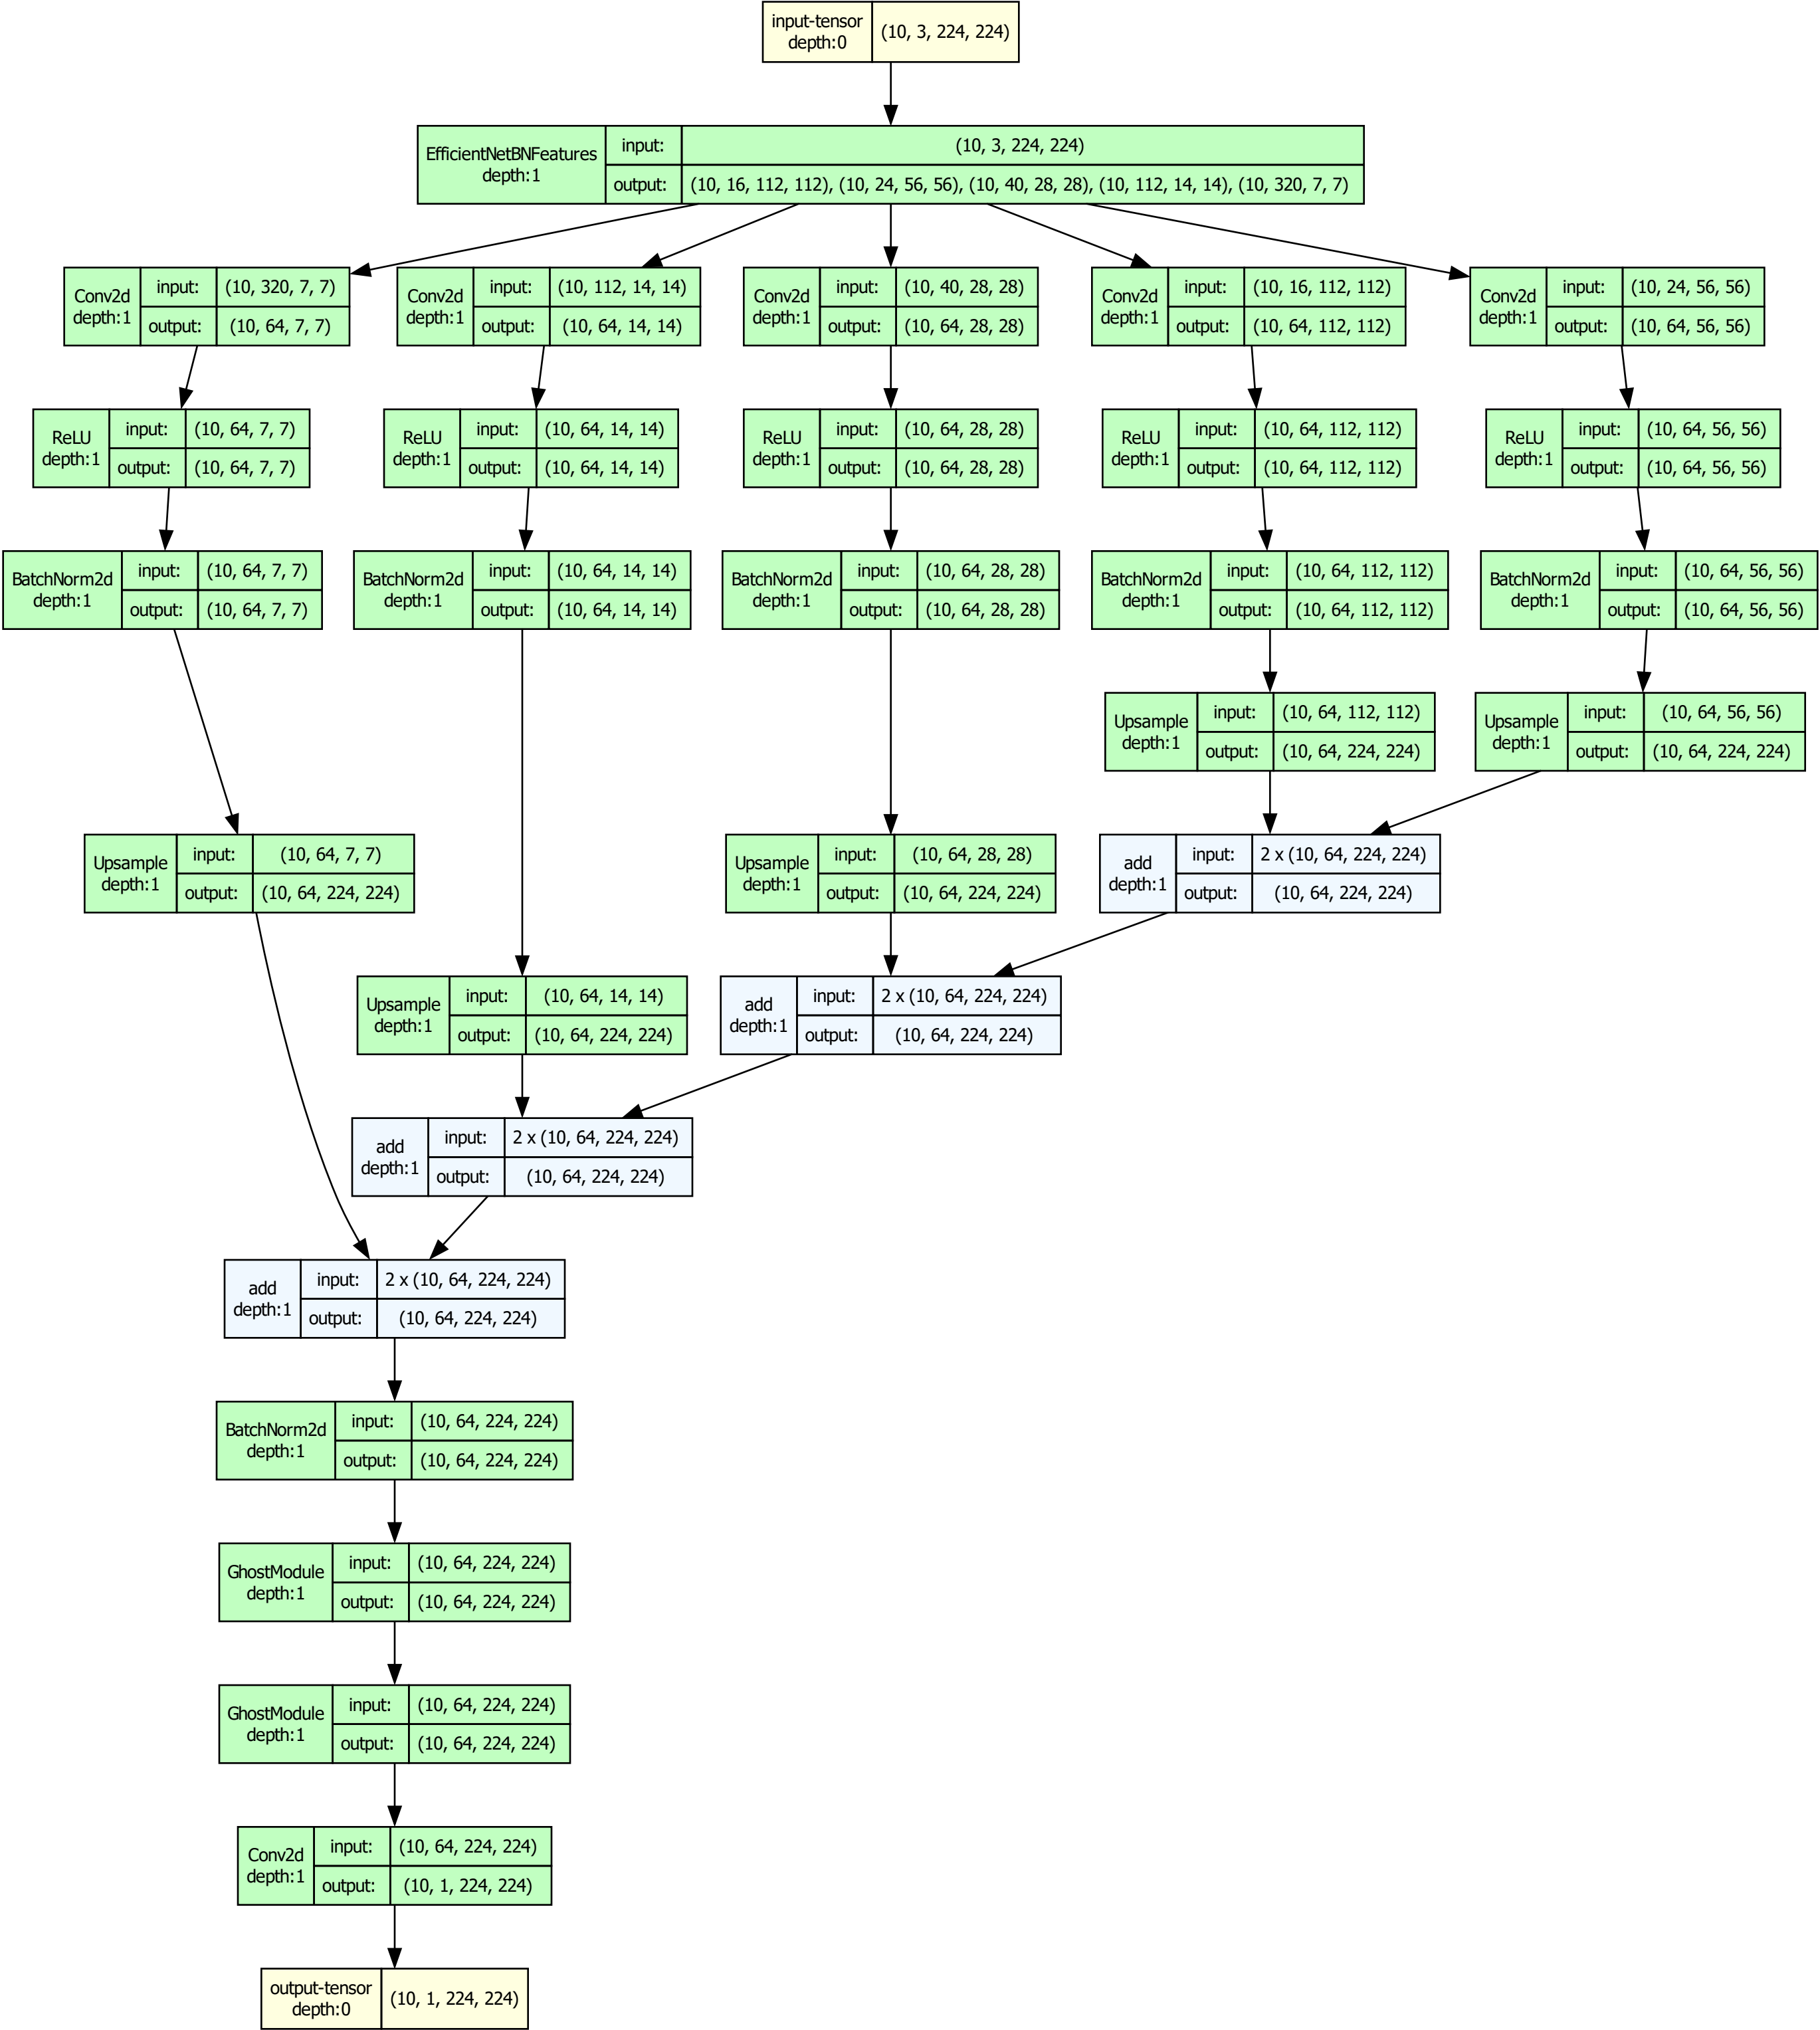 input-tensor
depth:0
(10, 3, 224, 224)
EfficientNetBNFeatures
depth:1
input:
(10, 3, 224, 224)
output:
(10, 16, 112, 112), (10, 24, 56, 56), (10, 40, 28, 28), (10, 112, 14, 14), (10, 320, 7, 7)
Conv2d
depth:1
input:
(10, 320, 7, 7)
output:
(10, 64, 7, 7)
Conv2d
depth:1
input:
(10, 112, 14, 14)
output:
(10, 64, 14, 14)
Conv2d
depth:1
input:
(10, 40, 28, 28)
output:
(10, 64, 28, 28)
Conv2d
depth:1
input:
(10, 16, 112, 112)
output:
(10, 64, 112, 112)
Conv2d
depth:1
input:
(10, 24, 56, 56)
output:
(10, 64, 56, 56)
ReLU
depth:1
input:
(10, 64, 7, 7)
output:
(10, 64, 7, 7)
ReLU
depth:1
input:
(10, 64, 14, 14)
output:
(10, 64, 14, 14)
ReLU
depth:1
input:
(10, 64, 28, 28)
output:
(10, 64, 28, 28)
ReLU
depth:1
input:
(10, 64, 112, 112)
output:
(10, 64, 112, 112)
ReLU
depth:1
input:
(10, 64, 56, 56)
output:
(10, 64, 56, 56)
BatchNorm2d
depth:1
input:
(10, 64, 7, 7)
output:
(10, 64, 7, 7)
BatchNorm2d
depth:1
input:
(10, 64, 14, 14)
output:
(10, 64, 14, 14)
BatchNorm2d
depth:1
input:
(10, 64, 28, 28)
output:
(10, 64, 28, 28)
BatchNorm2d
depth:1
input:
(10, 64, 112, 112)
output:
(10, 64, 112, 112)
BatchNorm2d
depth:1
input:
(10, 64, 56, 56)
output:
(10, 64, 56, 56)
Upsample
depth:1
input:
(10, 64, 112, 112)
output:
(10, 64, 224, 224)
Upsample
depth:1
input:
(10, 64, 56, 56)
output:
(10, 64, 224, 224)
Upsample
depth:1
input:
(10, 64, 7, 7)
output:
(10, 64, 224, 224)
Upsample
depth:1
input:
(10, 64, 28, 28)
output:
(10, 64, 224, 224)
add
depth:1
input:
2 x (10, 64, 224, 224)
output:
(10, 64, 224, 224)
Upsample
depth:1
input:
(10, 64, 14, 14)
output:
(10, 64, 224, 224)
add
depth:1
input:
2 x (10, 64, 224, 224)
output:
(10, 64, 224, 224)
add
depth:1
input:
2 x (10, 64, 224, 224)
output:
(10, 64, 224, 224)
add
depth:1
input:
2 x (10, 64, 224, 224)
output:
(10, 64, 224, 224)
BatchNorm2d
depth:1
input:
(10, 64, 224, 224)
output:
(10, 64, 224, 224)
GhostModule
depth:1
input:
(10, 64, 224, 224)
output:
(10, 64, 224, 224)
GhostModule
depth:1
input:
(10, 64, 224, 224)
output:
(10, 64, 224, 224)
Conv2d
depth:1
input:
(10, 64, 224, 224)
output:
(10, 1, 224, 224)
output-tensor
depth:0
(10, 1, 224, 224)